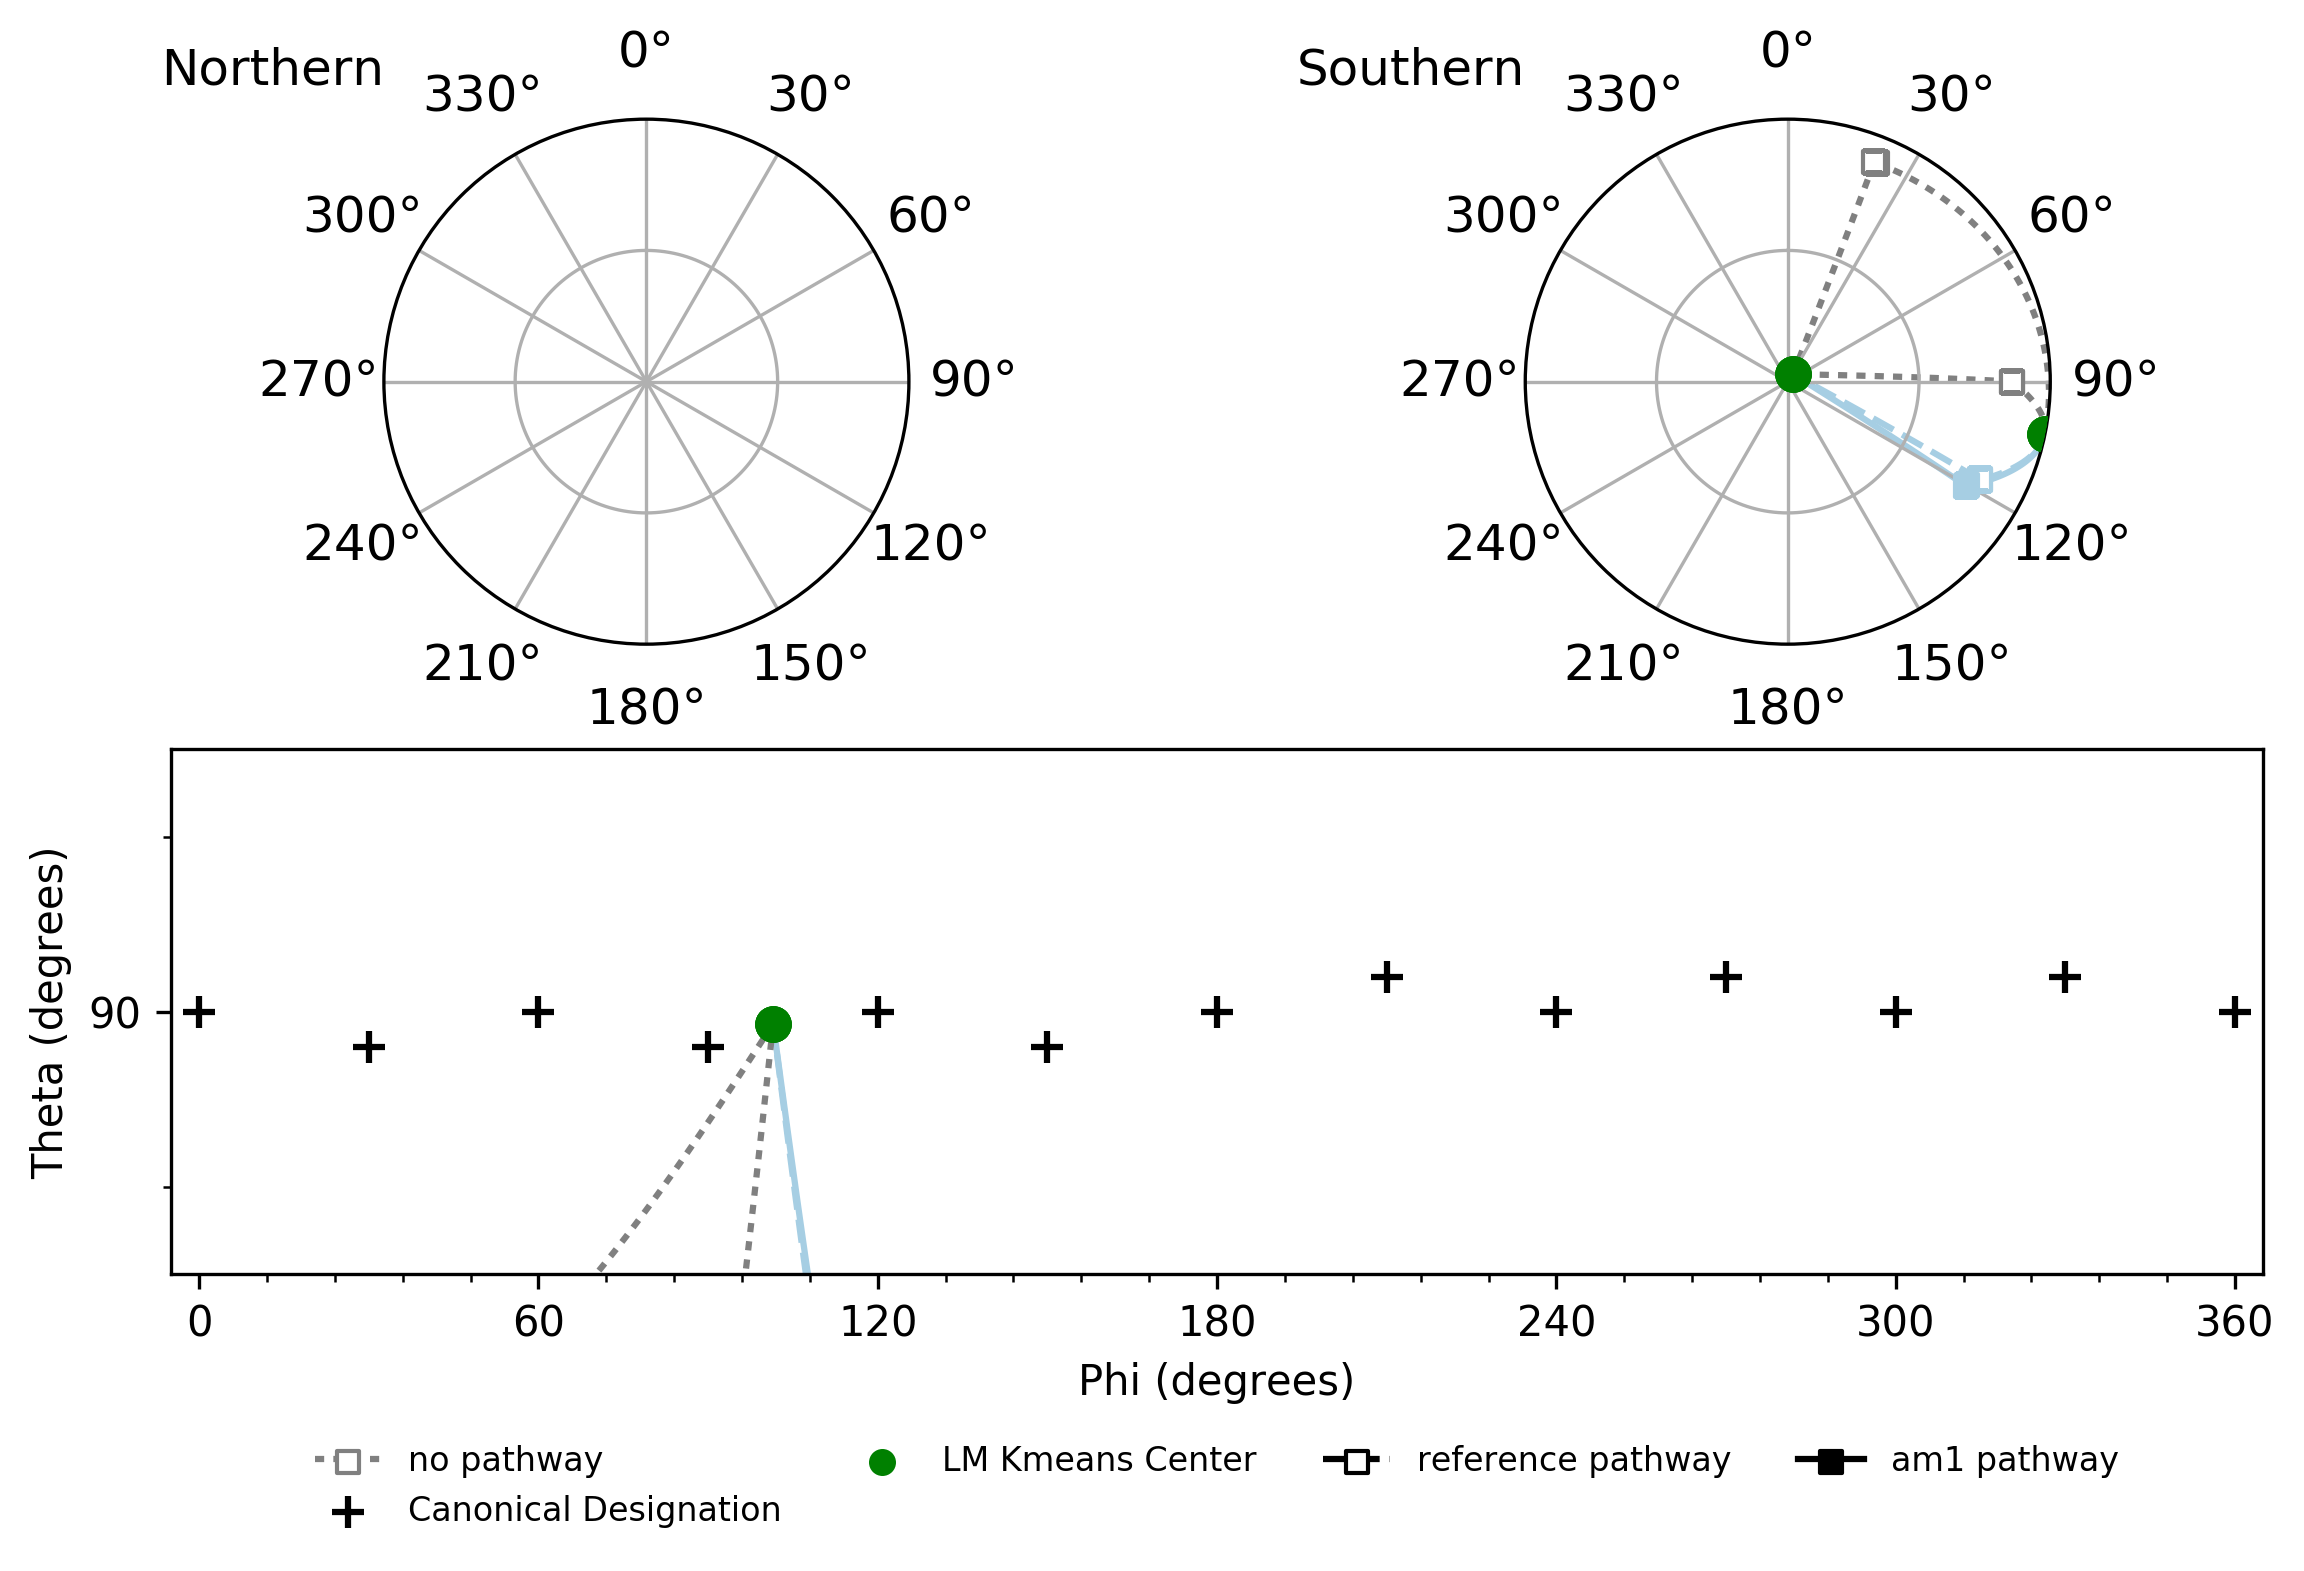 Northern
0°
30°
60°
90°
120°
150°
180°
210°
240°
270°
300°
330°
Southern
0°
30°
60°
90°
120°
150°
180°
210°
240°
270°
300°
330°
Theta (degrees)
90
0 60 120 180 240 300 360
Phi (degrees)
no pathway
Canonical Designation
LM Kmeans Center
reference pathway
am1 pathway